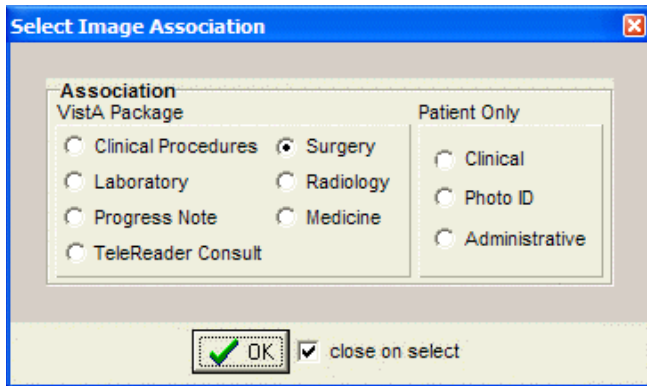 Select Image Association
Association
VistA Package
Patient Only
Clinical Procedures
Surgery
Laboratory
Radiology
Progress Note
Medicine
TeleReader Consult
Clinical
Photo ID
Administrative
OK
close on select